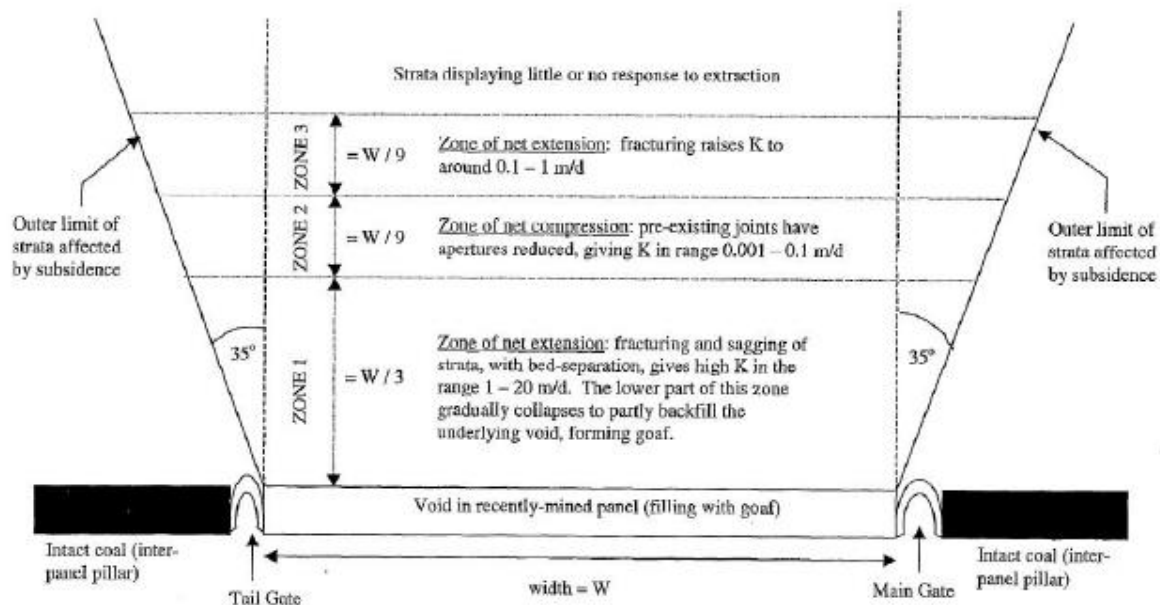 Strata displaying little or no response to extraction
ZONE 3
= W / 9
Zone of net extension: fracturing raises K to
around 0.1 – 1 m/d
Outer limit of
strata affected
by subsidence
ZONE 2
= W / 9
Zone of net compression: pre-existing joints have
apertures reduced, giving K in range 0.001 – 0.1 m/d
Outer limit of
strata affected
by subsidence
35°
ZONE 1
= W / 3
Zone of net extension: fracturing and sagging of
strata, with bed-separation, gives high K in the
range 1 – 20 m/d. The lower part of this zone
gradually collapses to partly backfill the
underlying void, forming goaf.
35°
Void in recently-mined panel (filling with goaf)
Intact coal (inter-
panel pillar)
Tail Gate
width = W
Main Gate
Intact coal (inter-
panel pillar)